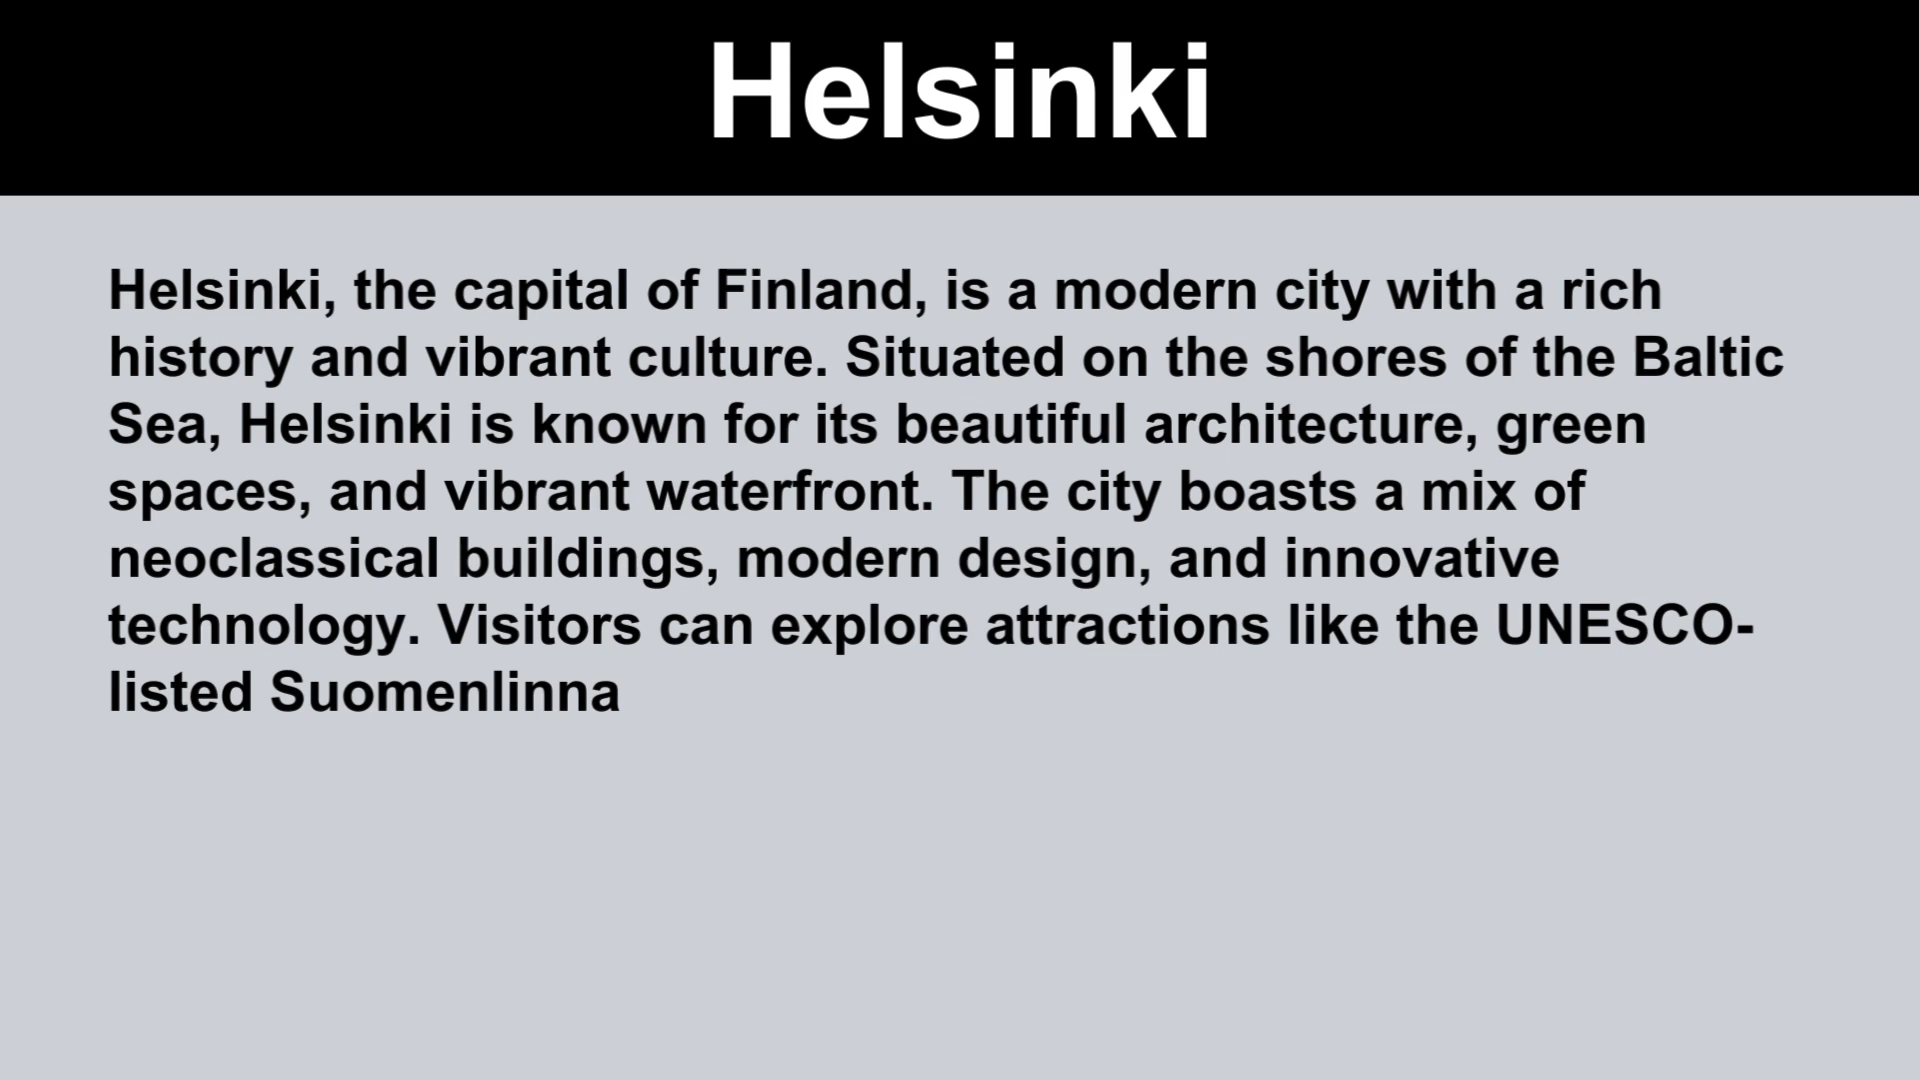 Helsinki
Helsinki, the capital of Finland, is a modern city with a rich
history and vibrant culture. Situated on the shores of the Baltic
Sea, Helsinki is known for its beautiful architecture, green
spaces, and vibrant waterfront. The city boasts a mix of
neoclassical buildings, modern design, and innovative
technology. Visitors can explore attractions like the UNESCO-
listed Suomenlinna